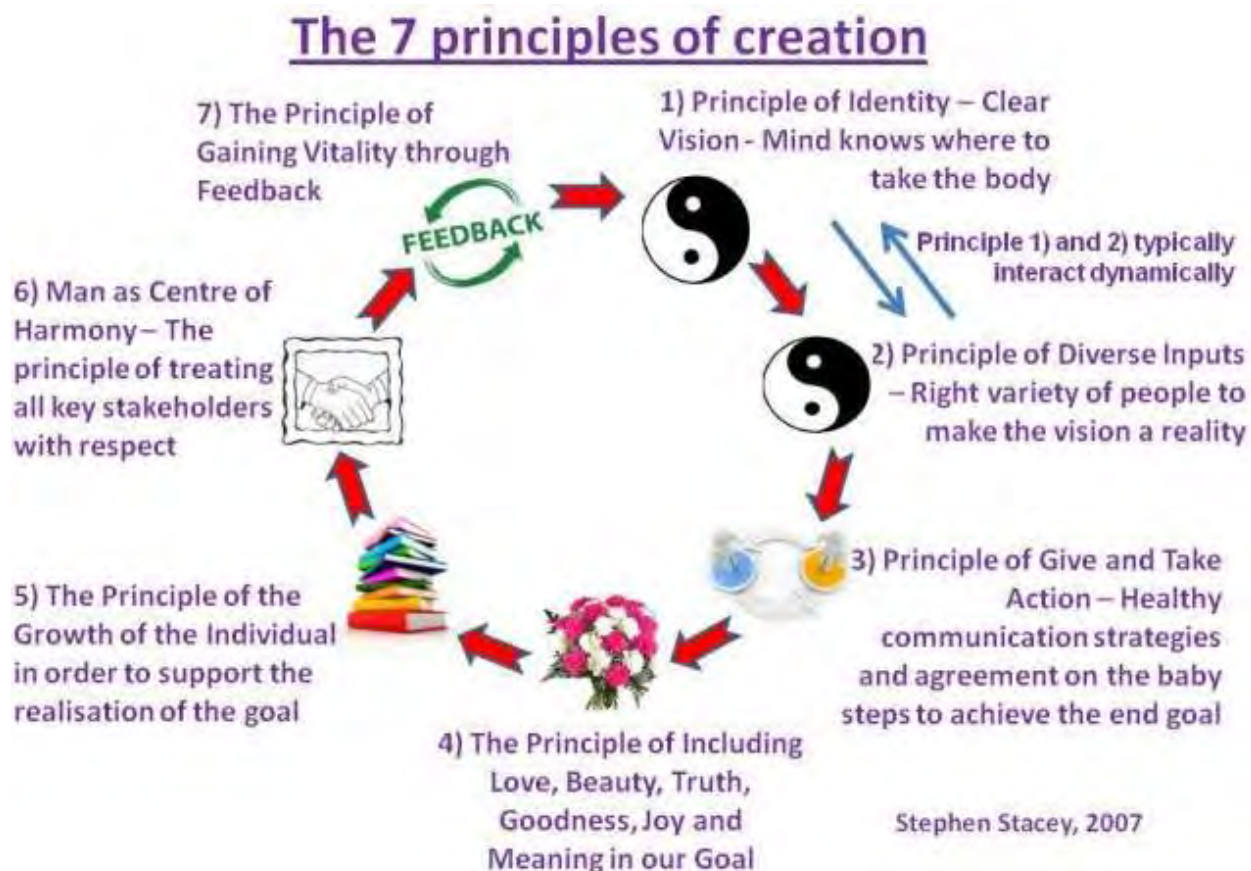 The 7 principles of creation
1) Principle of Identity – Clear
Vision - Mind knows where to
take the body
Principle 1) and 2) typically
interact dynamically
2) Principle of Diverse Inputs
– Right variety of people to
make the vision a reality
3) Principle of Give and Take
Action – Healthy
communication strategies
and agreement on the baby
steps to achieve the end goal
4) The Principle of Including
Love, Beauty, Truth,
Goodness, Joy and
Meaning in our Goal
5) The Principle of the
Growth of the Individual
in order to support the
realisation of the goal
6) Man as Centre of
Harmony – The
principle of treating
all key stakeholders
with respect
7) The Principle of
Gaining Vitality through
Feedback
FEEDBACK
Stephen Stacey, 2007